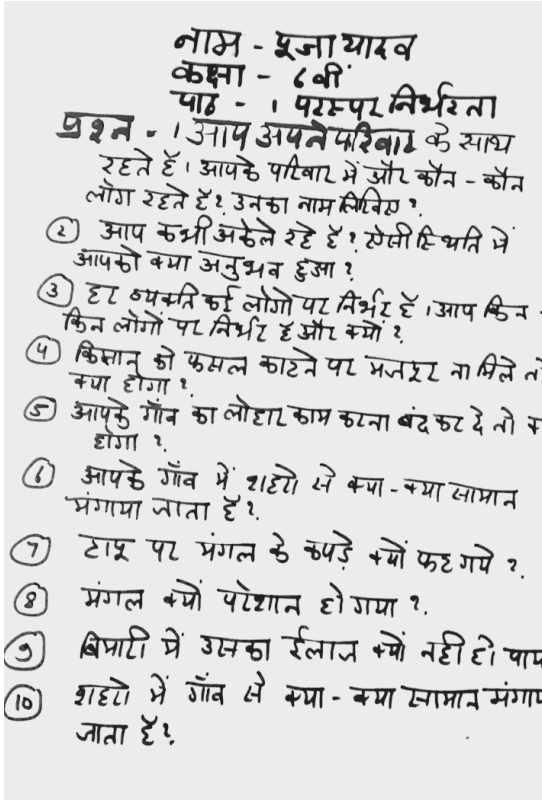 नाम - पूजा यादव
कक्षा - 6वीं
पाठ - 1 परस्पर निर्भरता
प्रश्न - 1 आप अपने परिवार के साथ
रहते हैं। आपके परिवार में और कौन - कौन
लोग रहते हैं? उनका नाम लिखिए?
(2) आप कभी अकेले रहे हैं? ऐसी स्थिति में
आपको क्या अनुभव हुआ?
(3) हर व्यक्ति कई लोगो पर निर्भर हैं। आप किन -
किन लोगों पर निर्भर हैं और क्यों?
(4) किसान को फसल काटने पर मजदूर ना मिले तो
क्या होगा?
(5) आपके गाँव का लोहार काम करना बंद कर दे तो
होगा?
(6) आपके गाँव में शहरो से क्या - क्या सामान
मंगाया जाता हैं?
(7) टापू पर मंगल के कपड़े क्यों फट गये?
(8) मंगल क्यों परेशान हो गया?
(9) बिमारी में उसका ईलाज क्यों नही हो पाया
(10) शहरो में गाँव से क्या - क्या सामान मंगाया
जाता हैं?